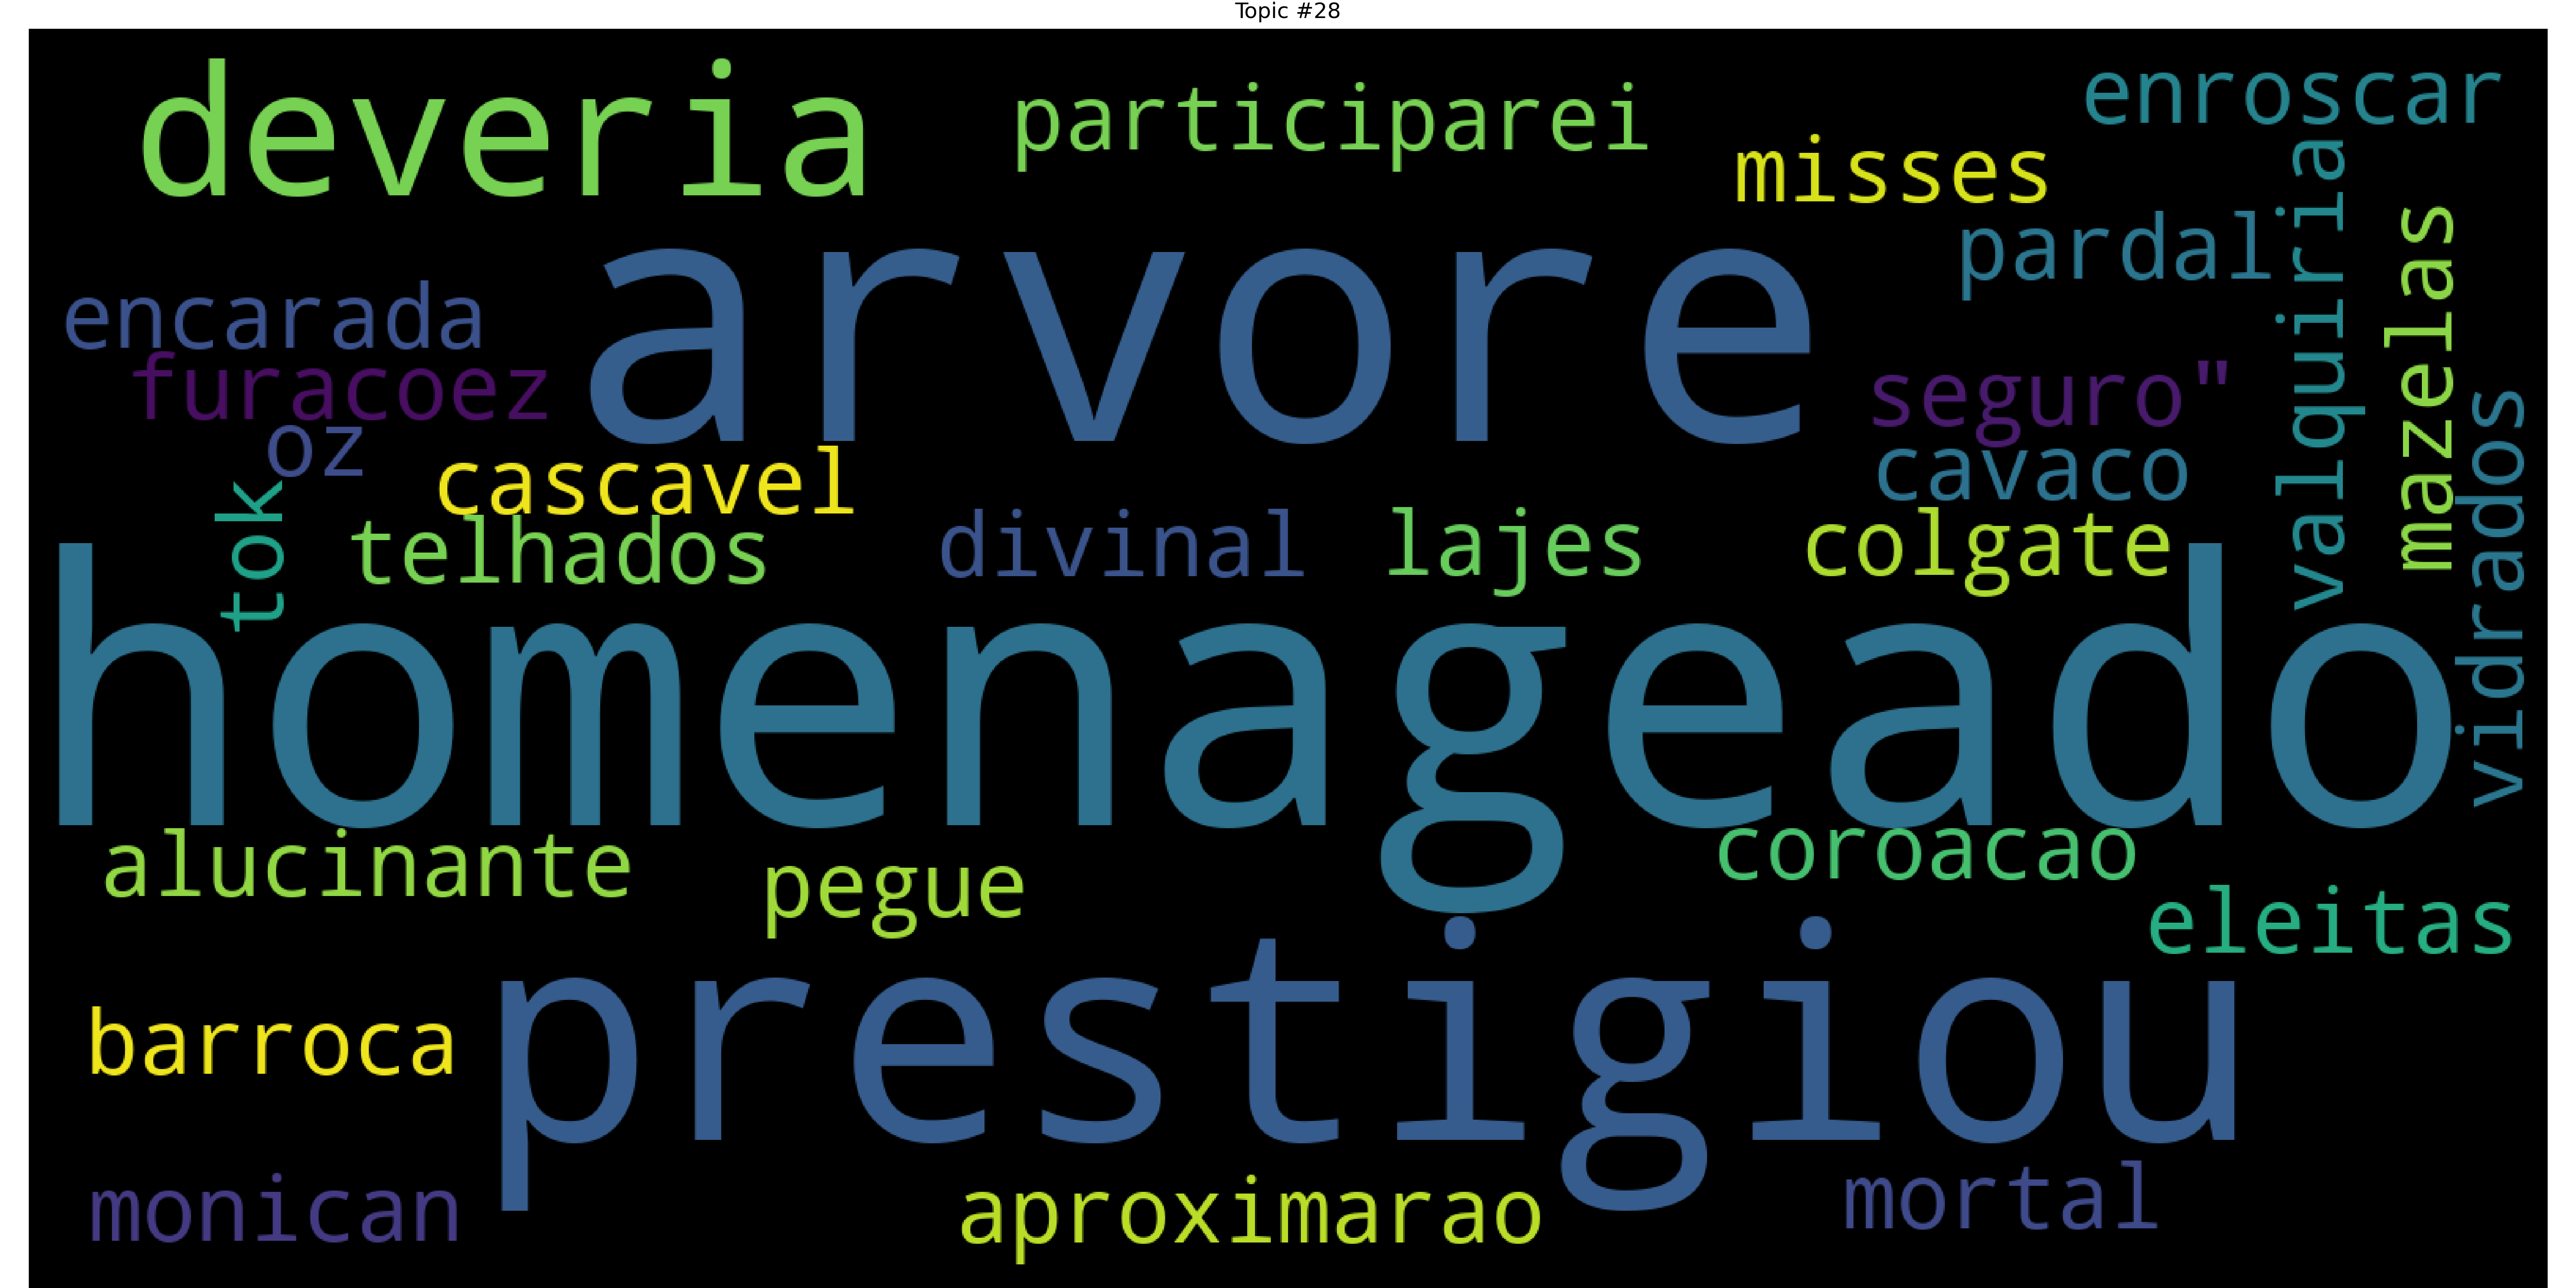 Topic #28
deveria
participarei
enroscar
misses
pardal
valquiria
mazelas
arvore
encarada
furacoez
seguro"
oz
cascavel
cavaco
vidrados
tok
telhados
divinal
lajes
colgate
homenageado
alucinante
pegue
coroacao
eleitas
barroca
prestigiou
monican
aproximarao
mortal